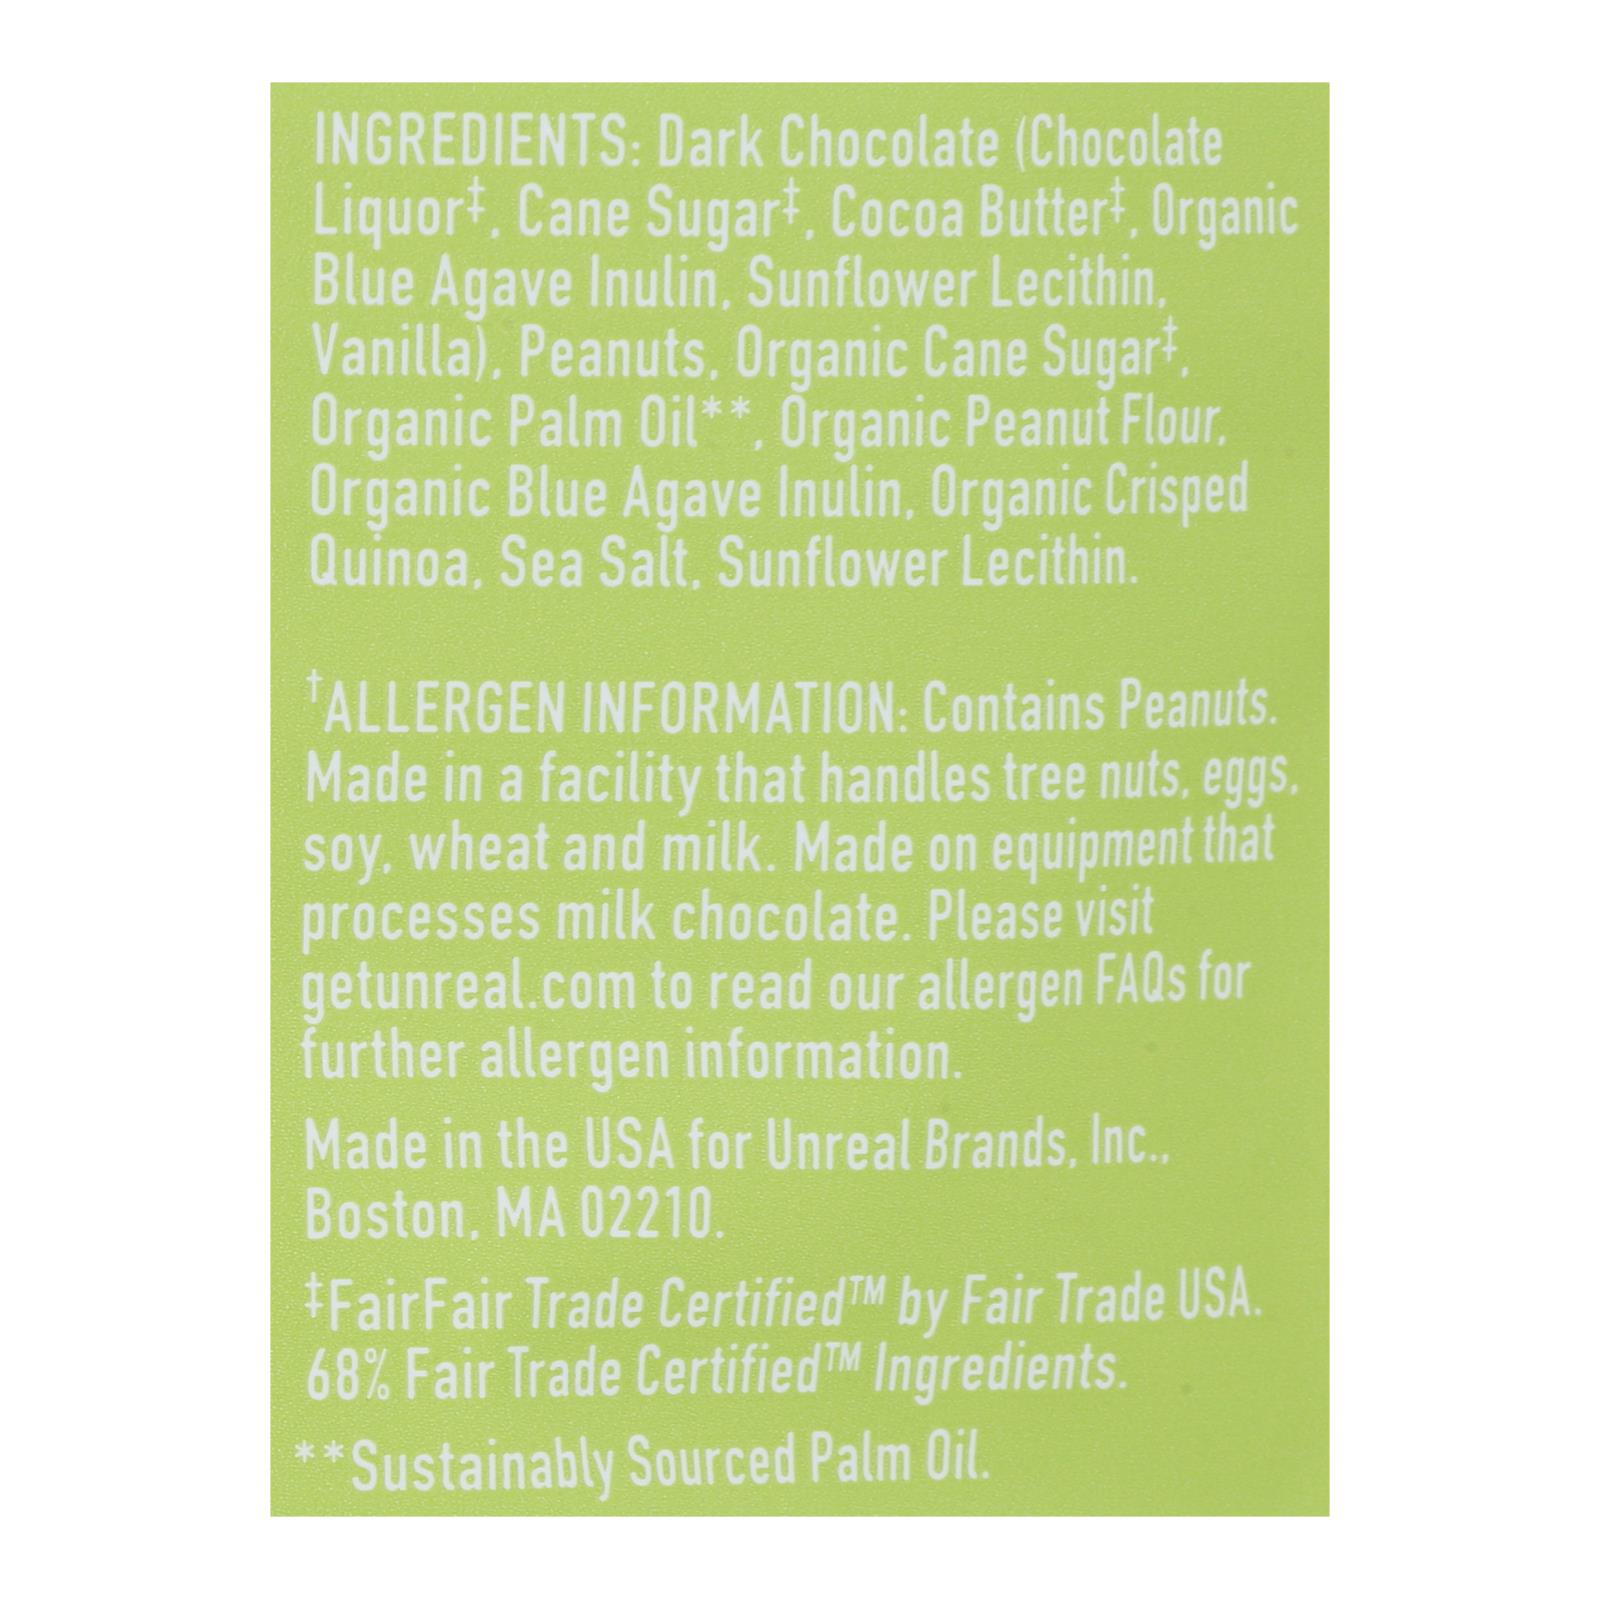 INGREDIENTS: Dark Chocolate (Chocolate
Liquor‡, Cane Sugar‡, Cocoa Butter‡, Organic
Blue Agave Inulin, Sunflower Lecithin,
Vanilla), Peanuts, Organic Cane Sugar‡,
Organic Palm Oil**, Organic Peanut Flour,
Organic Blue Agave Inulin, Organic Crisped
Quinoa, Sea Salt, Sunflower Lecithin.
†ALLERGEN INFORMATION: Contains Peanuts.
Made in a facility that handles tree nuts, eggs,
soy, wheat and milk. Made on equipment that
processes milk chocolate. Please visit
getunreal.com to read our allergen FAQs for
further allergen information.
Made in the USA for Unreal Brands, Inc.,
Boston, MA 02210.
‡FairFair Trade Certified™ by Fair Trade USA.
68% Fair Trade Certified™ Ingredients.
**Sustainably Sourced Palm Oil.